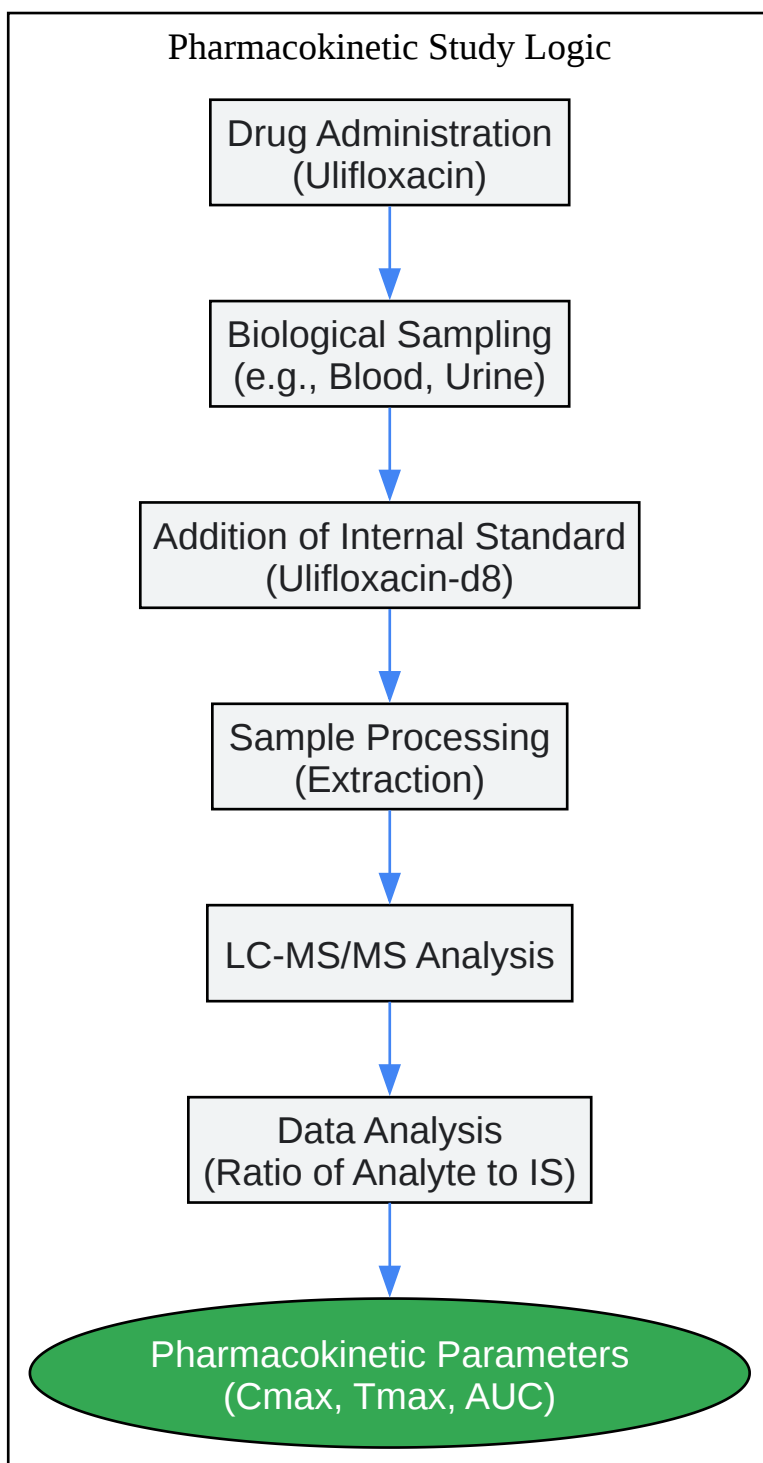 Pharmacokinetic Study Logic
Drug Administration
(Ulifloxacin)
Biological Sampling
(e.g., Blood, Urine)
Addition of Internal Standard
(Ulifloxacin-d8)
Sample Processing
(Extraction)
LC-MS/MS Analysis
Data Analysis
(Ratio of Analyte to IS)
Pharmacokinetic Parameters
(Cmax, Tmax, AUC)